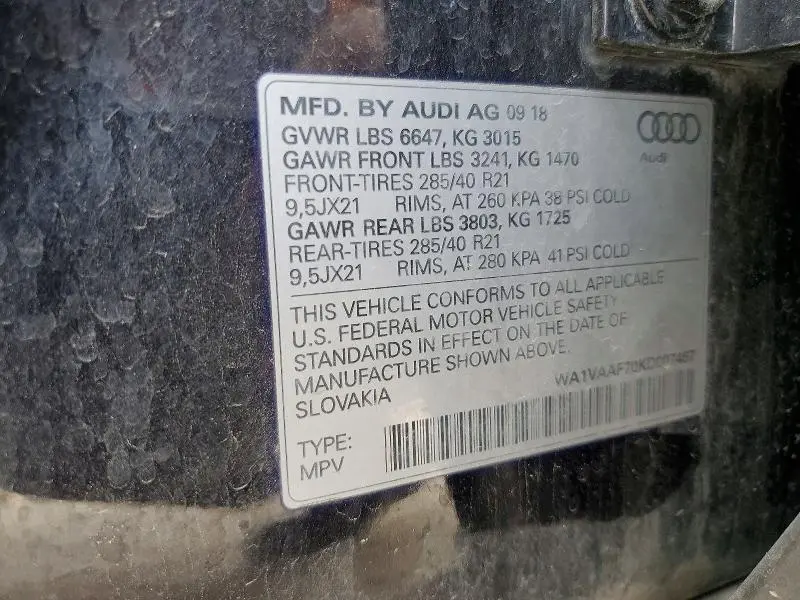 MFD. BY AUDI AG 09 18
GVWR LBS 6647, KG 3015
GAWR FRONT LBS 3241, KG 1470
FRONT-TIRES 285/40 R21
9,5JX21 RIMS, AT 260 KPA 38 PSI COLD
GAWR REAR LBS 3803, KG 1725
REAR-TIRES 285/40 R21
9,5JX21 RIMS, AT 280 KPA 41 PSI COLD
Audi
THIS VEHICLE CONFORMS TO ALL APPLICABLE
U.S. FEDERAL MOTOR VEHICLE SAFETY
STANDARDS IN EFFECT ON THE DATE OF
MANUFACTURE SHOWN ABOVE.
SLOVAKIA
TYPE:
MPV